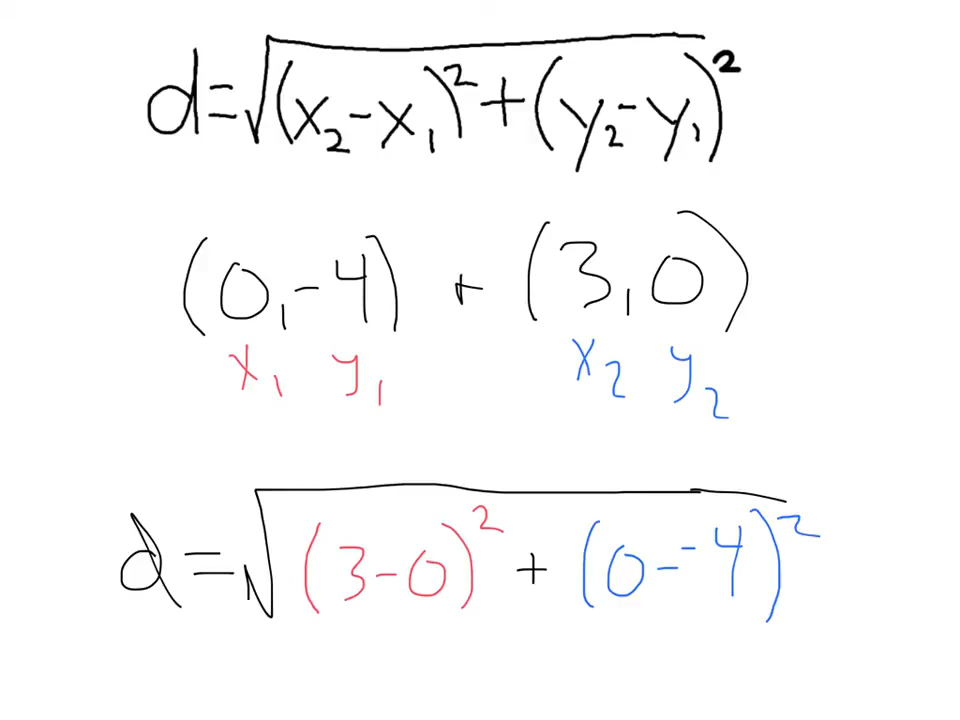 d=√(x₂-x₁)²+(y₂-y₁)²
(0,-4) + (3,0)
x₁ y₁ x₂ y₂
d=√(3-0)²+(0--4)²